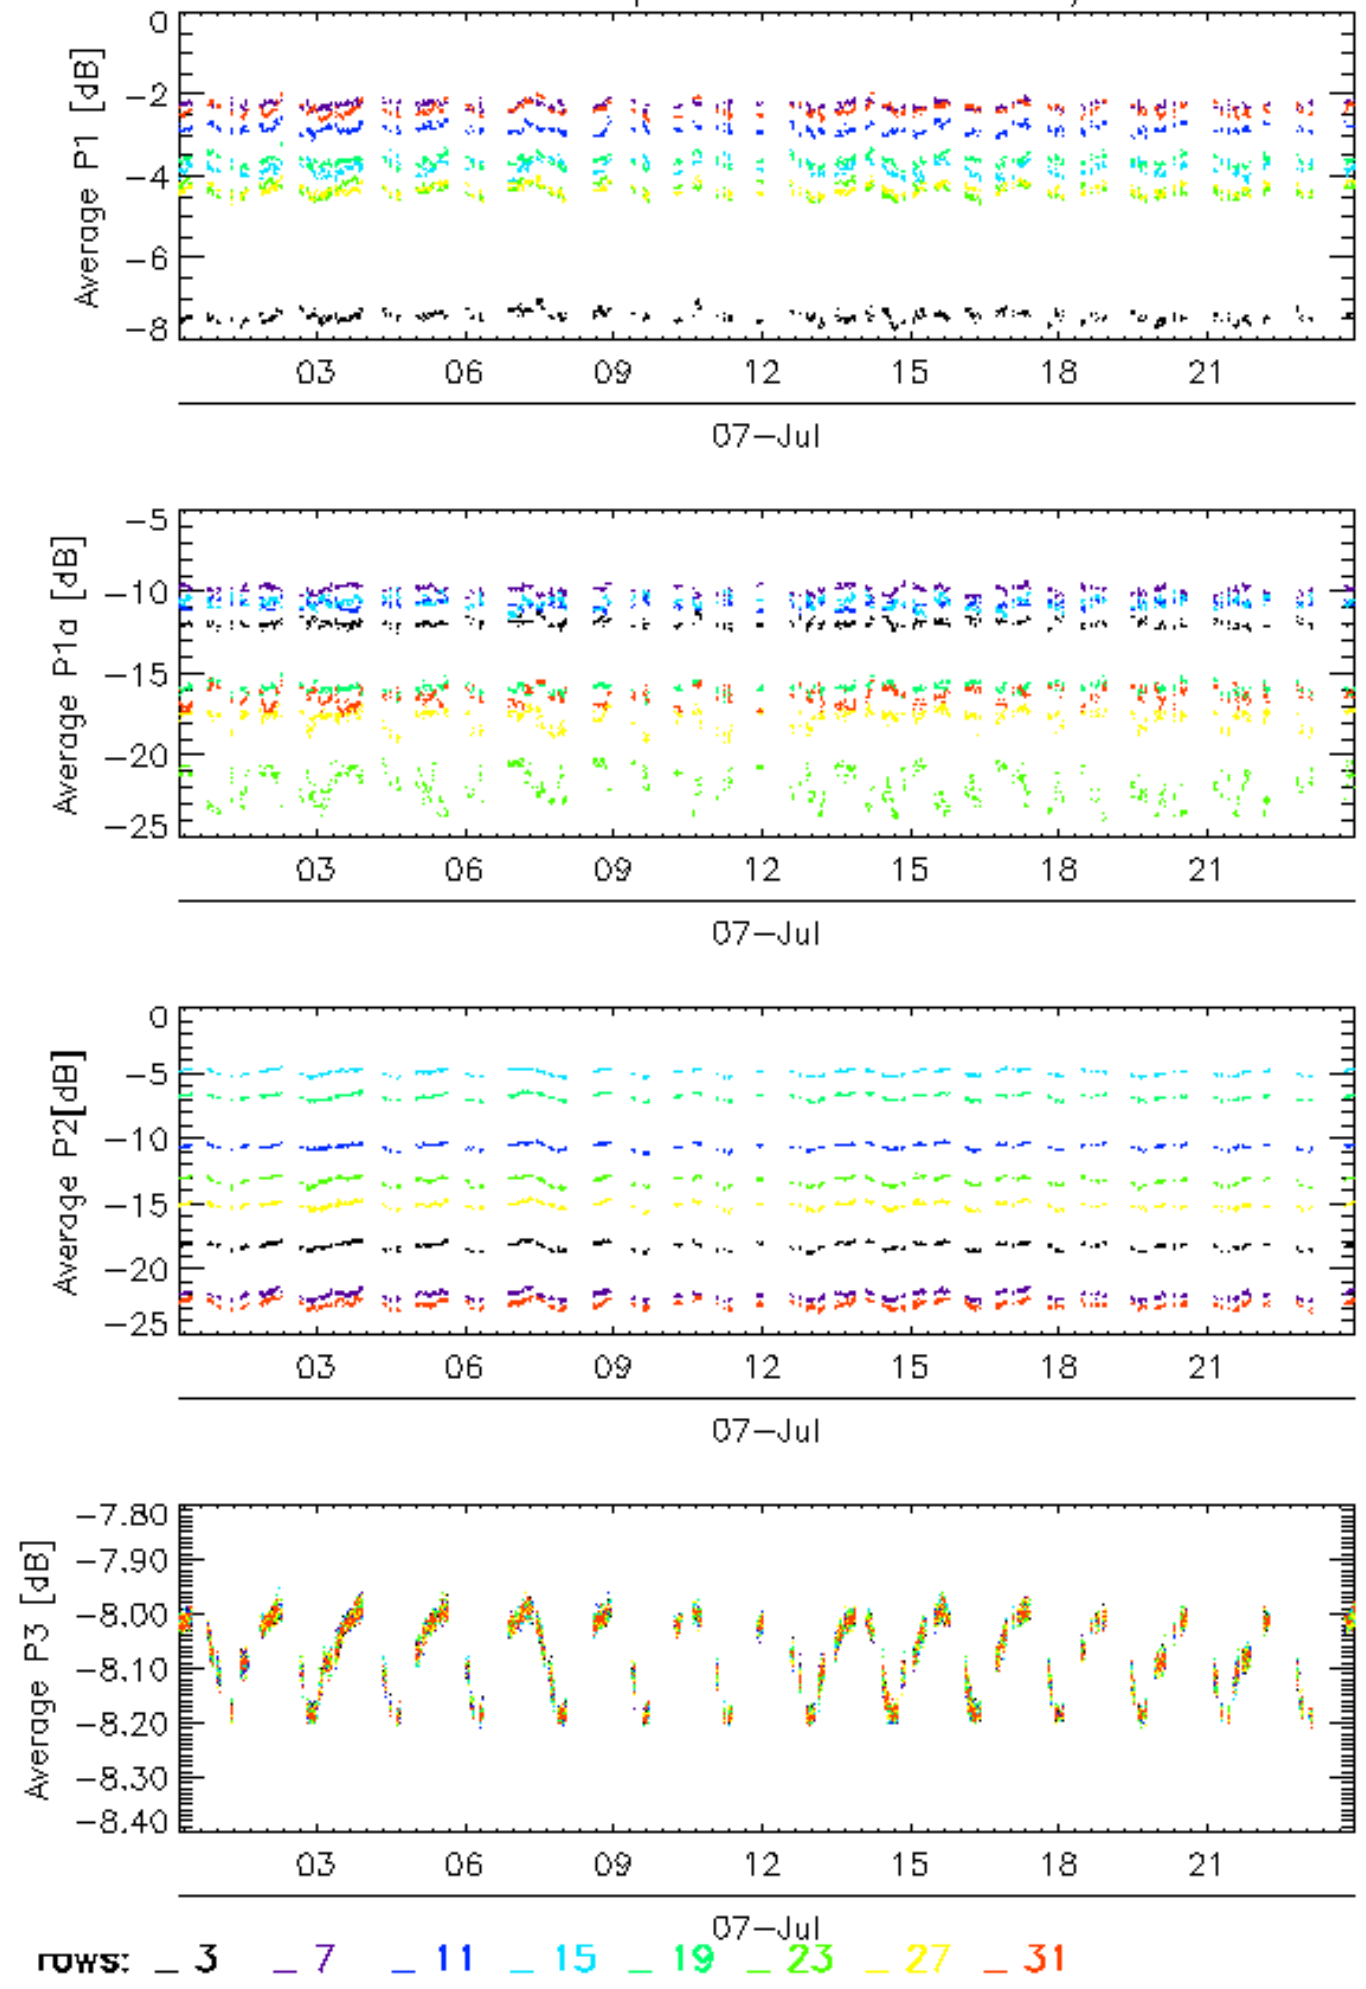 0
−2
−4
−6
−8
Average P1 [dB]
03 06 09 12 15 18 21
07−Jul
−5
−10
−15
−20
−25
Average P1a [dB]
03 06 09 12 15 18 21
07−Jul
0
−5
−10
−15
−20
−25
Average P2[dB]
03 06 09 12 15 18 21
07−Jul
−7.80
−7.90
−8.00
−8.10
−8.20
−8.30
−8.40
Average P3 [dB]
03 06 09 12 15 18 21
07−Jul
rows: _ 3 _ 7 _ 11 _ 15 _ 19 _ 23 _ 27 _ 31